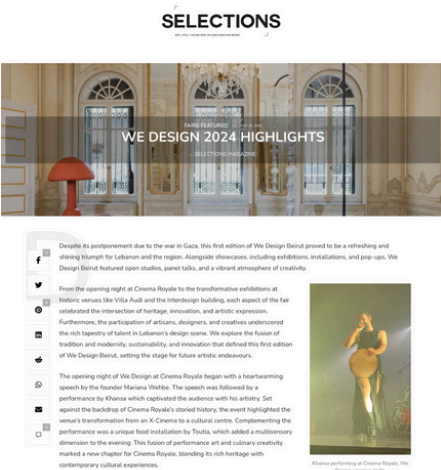 SELECTIONS
FAIRS FEATURED
WE DESIGN 2024 HIGHLIGHTS
SELECTIONS MAGAZINE
Despite its postponement due to the war in Gaza, this first edition of We Design Beirut proved to be a refreshing and
shining triumph for Lebanon and the region. Alongside showcases, including exhibitions, installations, and pop-ups, We
Design Beirut featured open studios, panel talks, and a vibrant atmosphere of creativity.
From the opening night at Cinema Royale to the transformative exhibitions at
historic venues like Villa Audi and the Interdesign building, each aspect of the fair
celebrated the intersection of heritage, innovation, and artistic expression.
Furthermore, the participation of artisans, designers, and creatives underscored
the rich tapestry of talent in Lebanon's design scene. We explore the fusion of
tradition and modernity, sustainability, and innovation that defined this first edition
of We Design Beirut, setting the stage for future artistic endeavours.
The opening night of We Design at Cinema Royale began with a heartwarming
speech by the founder Mariana Wehbe. The speech was followed by a
performance by Khansa which captivated the audience with his artistry. Set
against the backdrop of Cinema Royale's storied history, the event highlighted the
venue's transformation from an X-Cinema to a cultural centre. Complementing the
performance was a unique food installation by Toutia, which added a multisensory
dimension to the evening. This fusion of performance art and culinary creativity
marked a new chapter for Cinema Royale, blending its rich heritage with
contemporary cultural experiences.
Khansa performing at Cinema Royale, We